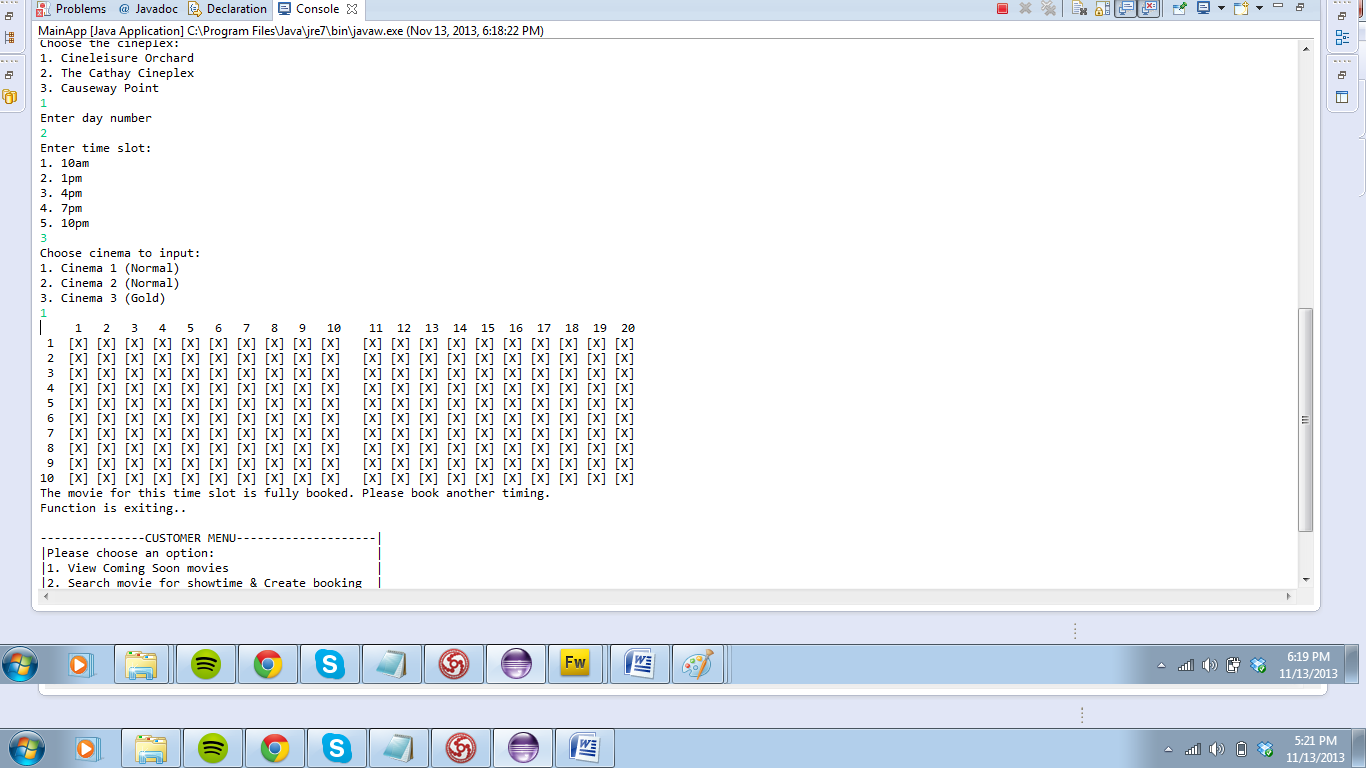 Problems @ Javadoc Declaration Console
MainApp [Java Application] C:\Program Files\Java\jre7\bin\javaw.exe (Nov 13, 2013, 6:18:22 PM)
Choose the cineplex:
1. Cineleisure Orchard
2. The Cathay Cineplex
3. Causeway Point
1
Enter day number
2
Enter time slot:
1. 10am
2. 1pm
3. 4pm
4. 7pm
5. 10pm
3
Choose cinema to input:
1. Cinema 1 (Normal)
2. Cinema 2 (Normal)
3. Cinema 3 (Gold)
1
1 2 3 4 5 6 7 8 9 10 11 12 13 14 15 16 17 18 19 20
1 [X] [X] [X] [X] [X] [X] [X] [X] [X] [X] [X] [X] [X] [X] [X] [X] [X] [X] [X] [X]
2 [X] [X] [X] [X] [X] [X] [X] [X] [X] [X] [X] [X] [X] [X] [X] [X] [X] [X] [X] [X]
3 [X] [X] [X] [X] [X] [X] [X] [X] [X] [X] [X] [X] [X] [X] [X] [X] [X] [X] [X] [X]
4 [X] [X] [X] [X] [X] [X] [X] [X] [X] [X] [X] [X] [X] [X] [X] [X] [X] [X] [X] [X]
5 [X] [X] [X] [X] [X] [X] [X] [X] [X] [X] [X] [X] [X] [X] [X] [X] [X] [X] [X] [X]
6 [X] [X] [X] [X] [X] [X] [X] [X] [X] [X] [X] [X] [X] [X] [X] [X] [X] [X] [X] [X]
7 [X] [X] [X] [X] [X] [X] [X] [X] [X] [X] [X] [X] [X] [X] [X] [X] [X] [X] [X] [X]
8 [X] [X] [X] [X] [X] [X] [X] [X] [X] [X] [X] [X] [X] [X] [X] [X] [X] [X] [X] [X]
9 [X] [X] [X] [X] [X] [X] [X] [X] [X] [X] [X] [X] [X] [X] [X] [X] [X] [X] [X] [X]
10 [X] [X] [X] [X] [X] [X] [X] [X] [X] [X] [X] [X] [X] [X] [X] [X] [X] [X] [X] [X]
The movie for this time slot is fully booked. Please book another timing.
Function is exiting..
---------------CUSTOMER MENU--------------------|
|Please choose an option: |
|1. View Coming Soon movies |
|2. Search movie for showtime & Create booking |
Fw
6:19 PM
11/13/2013
5:21 PM
11/13/2013